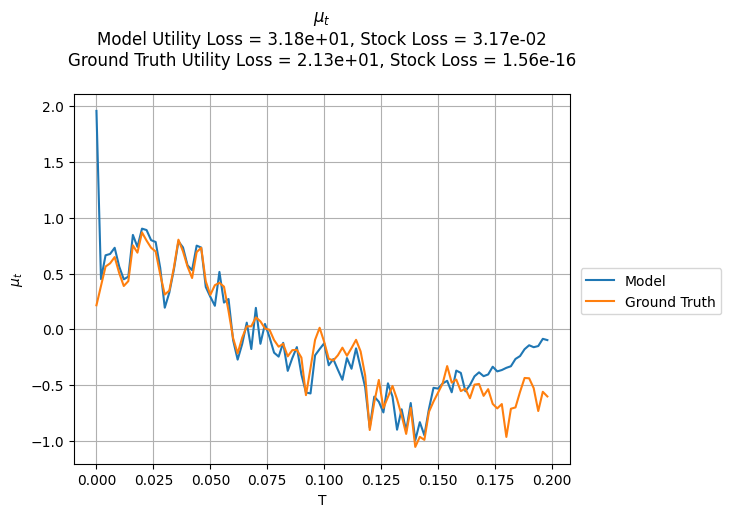 μt
Model Utility Loss = 3.18e+01, Stock Loss = 3.17e-02
Ground Truth Utility Loss = 2.13e+01, Stock Loss = 1.56e-16
2.0
1.5
1.0
0.5
0.0
−0.5
−1.0
μt
0.000 0.025 0.050 0.075 0.100 0.125 0.150 0.175 0.200
T
Model
Ground Truth